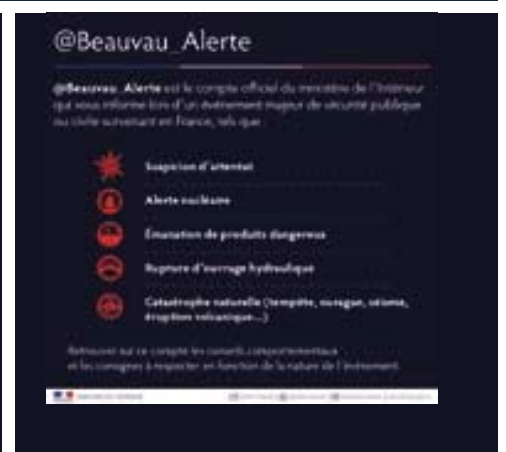 @Beauvau_Alerte
@Beauvau_Alerte est le compte officiel du ministère de l'Intérieur
qui vous informe lors d'un événement majeur de sécurité publique
ou civile survenant en France, tels que
Suspicion d'attentat
Alerte nucléaire
Émanation de produits dangereux
Rupture d'ouvrage hydraulique
Catastrophe naturelle (tempête, ouragan, séisme,
éruption volcanique...)
Retrouvez sur ce compte les conseils comportementaux
et les consignes à respecter en fonction de la nature de l'événement